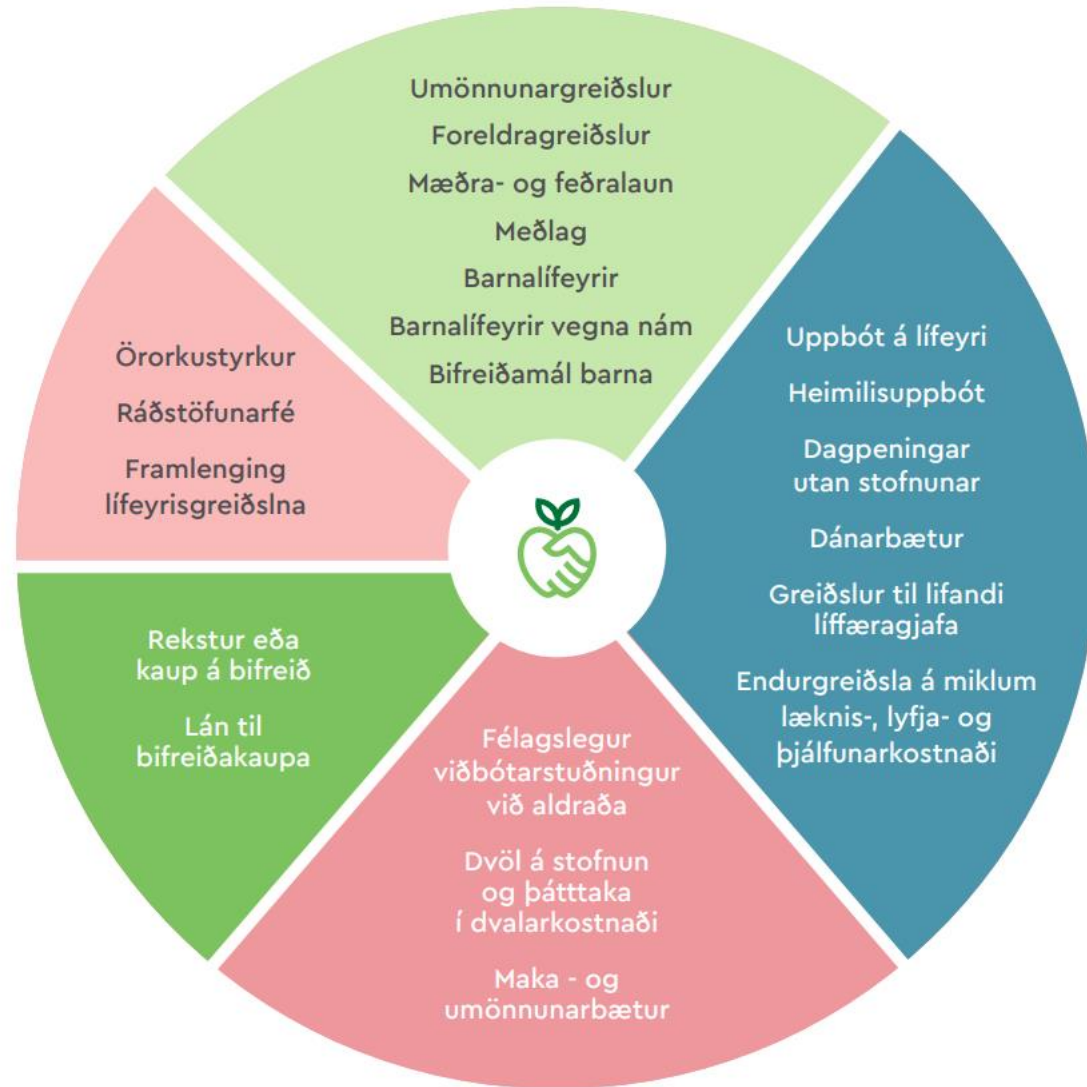 Umönnunargreiðslur
Foreldragreiðslur
Mæðra- og feðralaun
Meðlag
Barnalífeyrir
Barnalífeyrir vegna nám
Bifreiðamál barna
Uppbót á lífeyri
Heimilisuppbót
Dagpeningar
utan stofnunar
Dánarbætur
Greiðslur til lifandi
líffæragjafa
Endurgreiðsla á miklum
læknis-, lyfja- og
þjálfunarkostnaði
Félagslegur
viðbótarstuðningur
við aldraða
Dvöl á stofnun
og þátttaka
í dvalarkostnaði
Maka - og
umönnunarbætur
Rekstur eða
kaup á bifreið
Lán til
bifreiðakaupa
Örorkustyrkur
Ráðstöfunarfé
Framlenging
lífeyrisgreiðslna